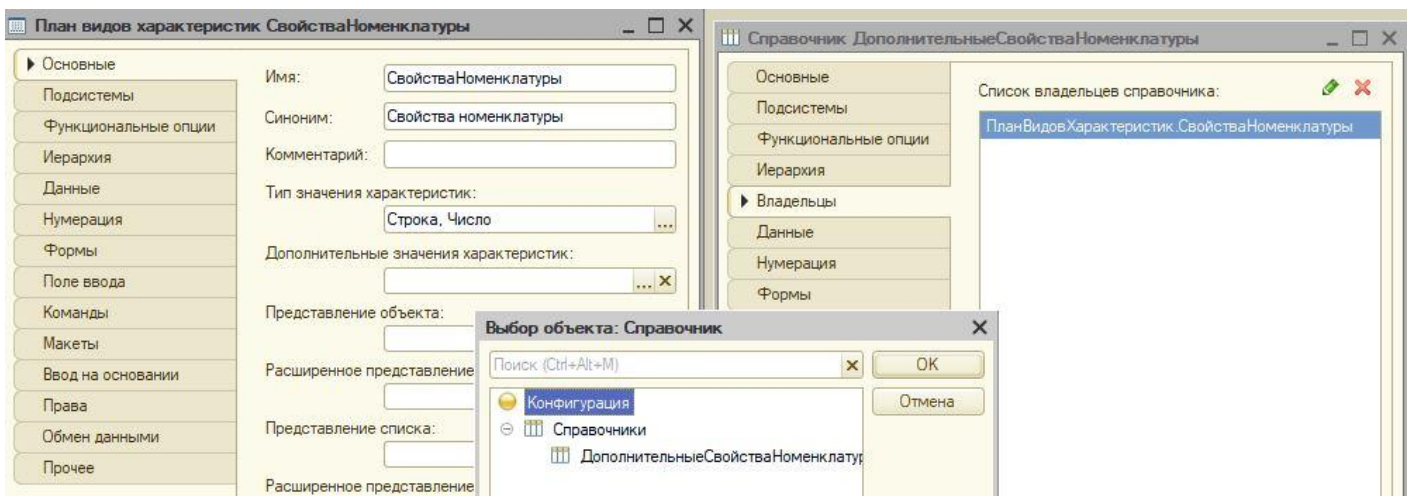 План видов характеристик СвойстваНоменклатуры
Основные
Подсистемы
Функциональные опции
Иерархия
Данные
Нумерация
Формы
Поле ввода
Команды
Макеты
Ввод на основании
Права
Обмен данными
Прочее
Имя: СвойстваНоменклатуры
Синоним: Свойства номенклатуры
Комментарий:
Тип значения характеристик:
Строка, Число
Дополнительные значения характеристик:
Представление объекта:
Расширенное представление
Представление списка:
Расширенное представление
Справочник ДополнительныеСвойстваНоменклатуры
Основные
Подсистемы
Функциональные опции
Иерархия
Владельцы
Данные
Нумерация
Формы
Список владельцев справочника:
ПланВидовХарактеристик.СвойстваНоменклатуры
Выбор объекта: Справочник
Поиск (Ctrl+Alt+M)
OK
Отмена
Конфигурация
Справочники
ДополнительныеСвойстваНоменклатур